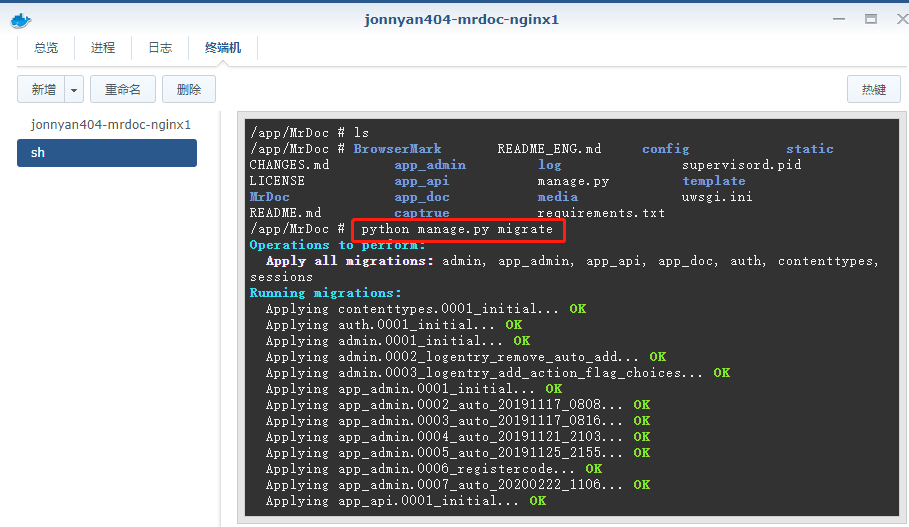 jonnyan404-mrdoc-nginx1
总览 进程 日志 终端机
新增 重命名 删除 热键
jonnyan404-mrdoc-nginx1
sh
/app/MrDoc # ls
/app/MrDoc # BrowserMark README_ENG.md config static
CHANGES.md app_admin log supervisord.pid
LICENSE app_api manage.py template
MrDoc app_doc media uwsgi.ini
README.md captrue requirements.txt
/app/MrDoc # python manage.py migrate
Operations to perform:
Apply all migrations: admin, app_admin, app_api, app_doc, auth, contenttypes,
sessions
Running migrations:
Applying contenttypes.0001_initial... OK
Applying auth.0001_initial... OK
Applying admin.0001_initial... OK
Applying admin.0002_logentry_remove_auto_add... OK
Applying admin.0003_logentry_add_action_flag_choices... OK
Applying app_admin.0001_initial... OK
Applying app_admin.0002_auto_20191117_0808... OK
Applying app_admin.0003_auto_20191117_0816... OK
Applying app_admin.0004_auto_20191121_2103... OK
Applying app_admin.0005_auto_20191125_2155... OK
Applying app_admin.0006_registercode... OK
Applying app_admin.0007_auto_20200222_1106... OK
Applying app_api.0001_initial... OK